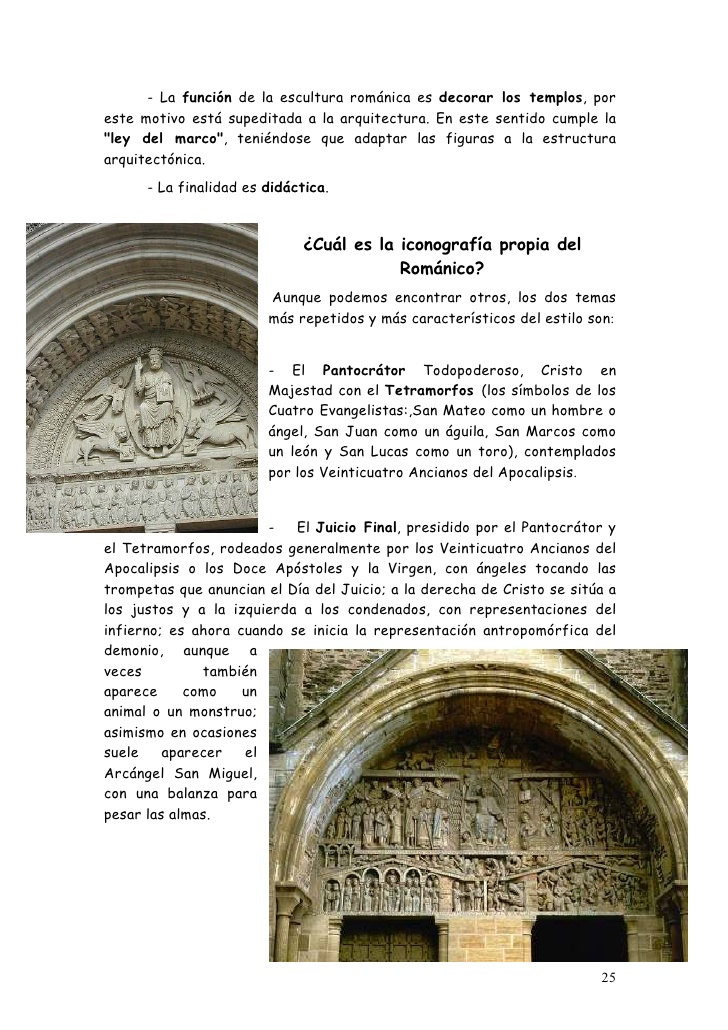 - La función de la escultura románica es decorar los templos, por
este motivo está supeditada a la arquitectura. En este sentido cumple la
"ley del marco", teniéndose que adaptar las figuras a la estructura
arquitectónica.
- La finalidad es didáctica.
¿Cuál es la iconografía propia del
Románico?
Aunque podemos encontrar otros, los dos temas
más repetidos y más característicos del estilo son:
- El Pantocrátor Todopoderoso, Cristo en
Majestad con el Tetramorfos (los símbolos de los
Cuatro Evangelistas:,San Mateo como un hombre o
ángel, San Juan como un águila, San Marcos como
un león y San Lucas como un toro), contemplados
por los Veinticuatro Ancianos del Apocalipsis.
- El Juicio Final, presidido por el Pantocrátor y
el Tetramorfos, rodeados generalmente por los Veinticuatro Ancianos del
Apocalipsis o los Doce Apóstoles y la Virgen, con ángeles tocando las
trompetas que anuncian el Día del Juicio; a la derecha de Cristo se sitúa a
los justos y a la izquierda a los condenados, con representaciones del
infierno; es ahora cuando se inicia la representación antropomórfica del
demonio, aunque a
veces también
aparece como un
animal o un monstruo;
asimismo en ocasiones
suele aparecer el
Arcángel San Miguel,
con una balanza para
pesar las almas.
25